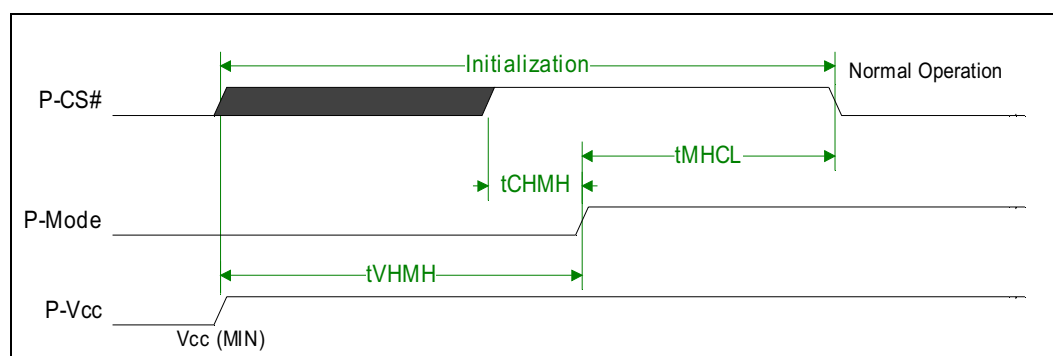 Initialization
Normal Operation
P-CS#
tMHCL
tCHMH
P-Mode
tVHMH
P-Vcc
Vcc (MIN)